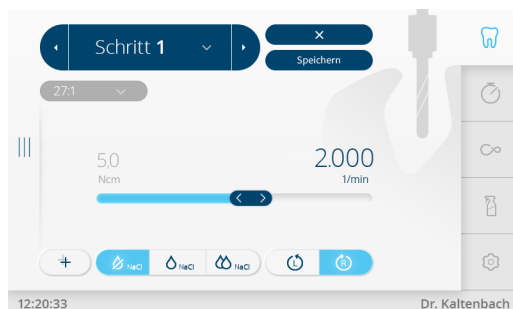 Schritt 1
×
Speichern
27:1
5,0
Ncm
2.000
1/min
NaCl
NaCl
NaCl
L
R
12:20:33
Dr. Kaltenbach